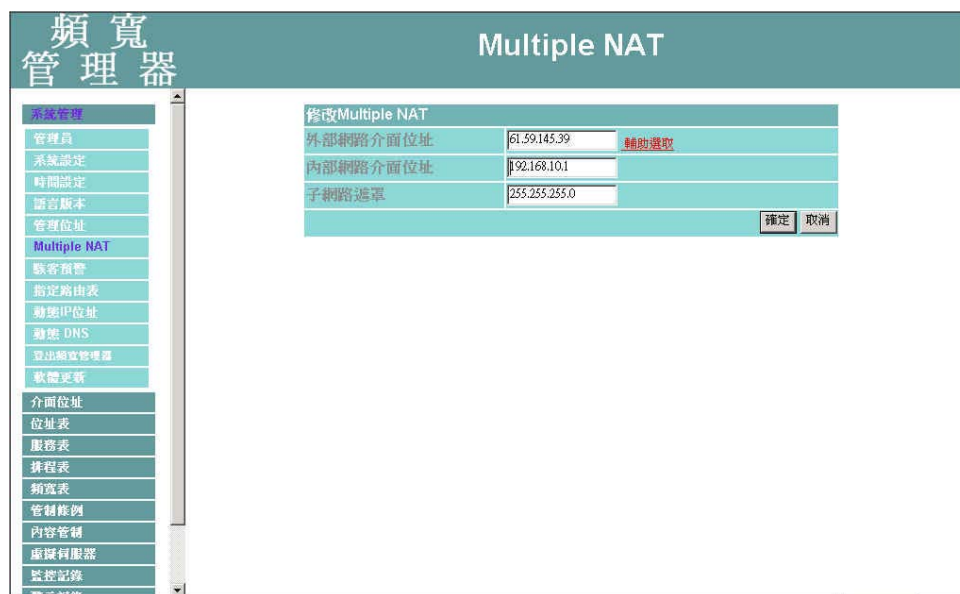 頻 寬
管 理 器
Multiple NAT
系統管理
管理員
系統設定
時間設定
語言版本
管理位址
Multiple NAT
駭客預警
指定路由表
動態IP位址
動態 DNS
登出頻寬管理器
軟體更新
介面位址
位址表
服務表
排程表
頻寬表
管制條例
內容管制
虛擬伺服器
監控記錄
修改Multiple NAT
外部網路介面位址 61.59.145.39 輔助選取
內部網路介面位址 192.168.10.1
子網路遮罩 255.255.255.0
確定 取消